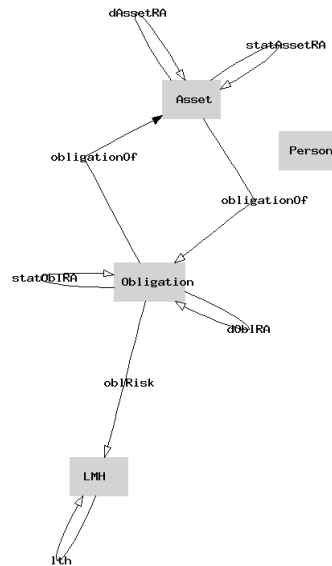 dAssetRA
statAssetRA
Asset
Person
obligationOf
obligationOf
statOblRA
Obligation
dOblRA
oblRisk
LMH
lth